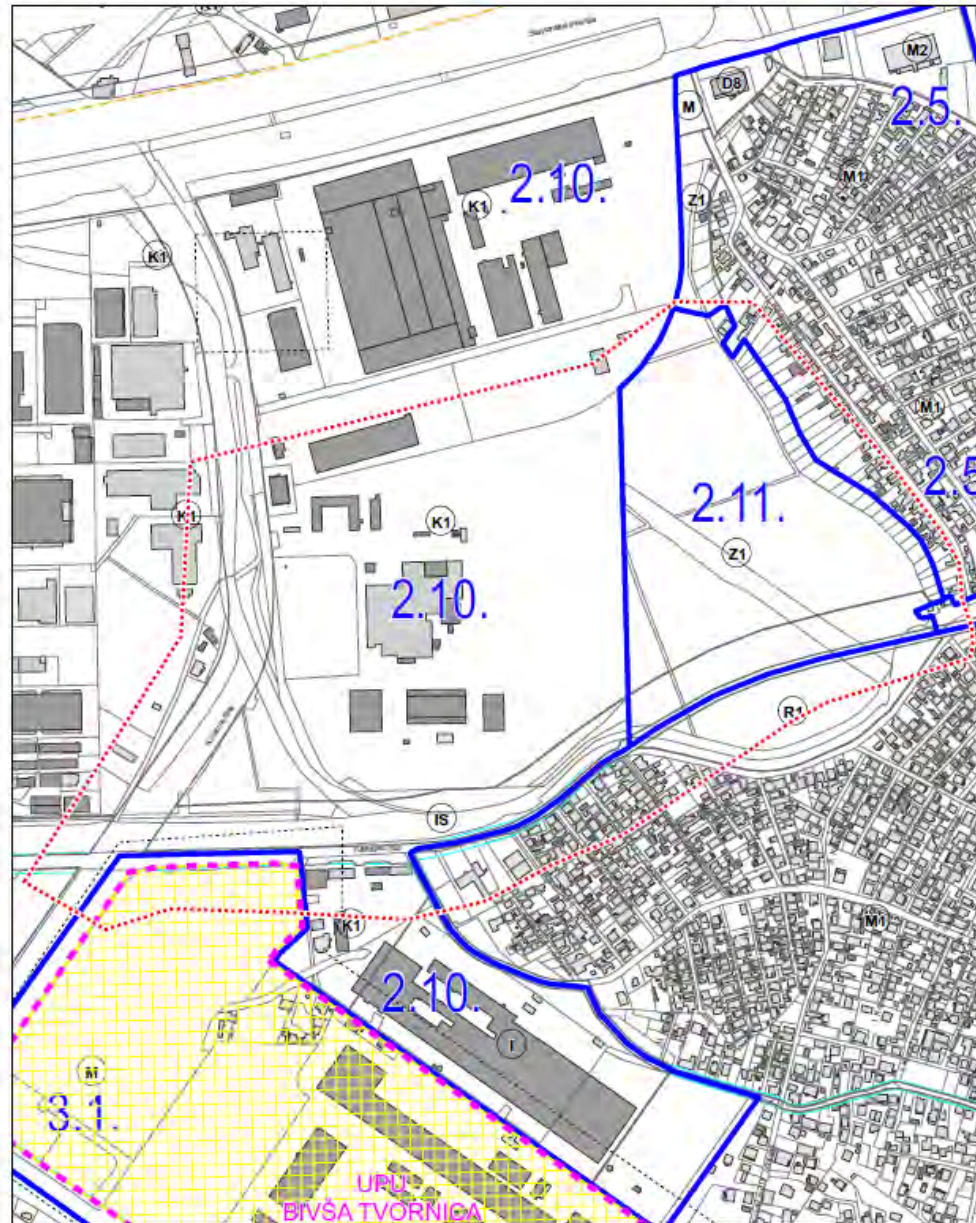 K1
M2
D8
M
2.5.
2.10.
M1
K1
Z1
K1
M1
2.5
2.11.
K1
K1
Z1
2.10.
R1
IS
K1
M1
2.10.
I
M
3.1.
UPU
BIVŠA TVORNICA